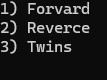 1) Forvard
2) Reverce
3) Twins